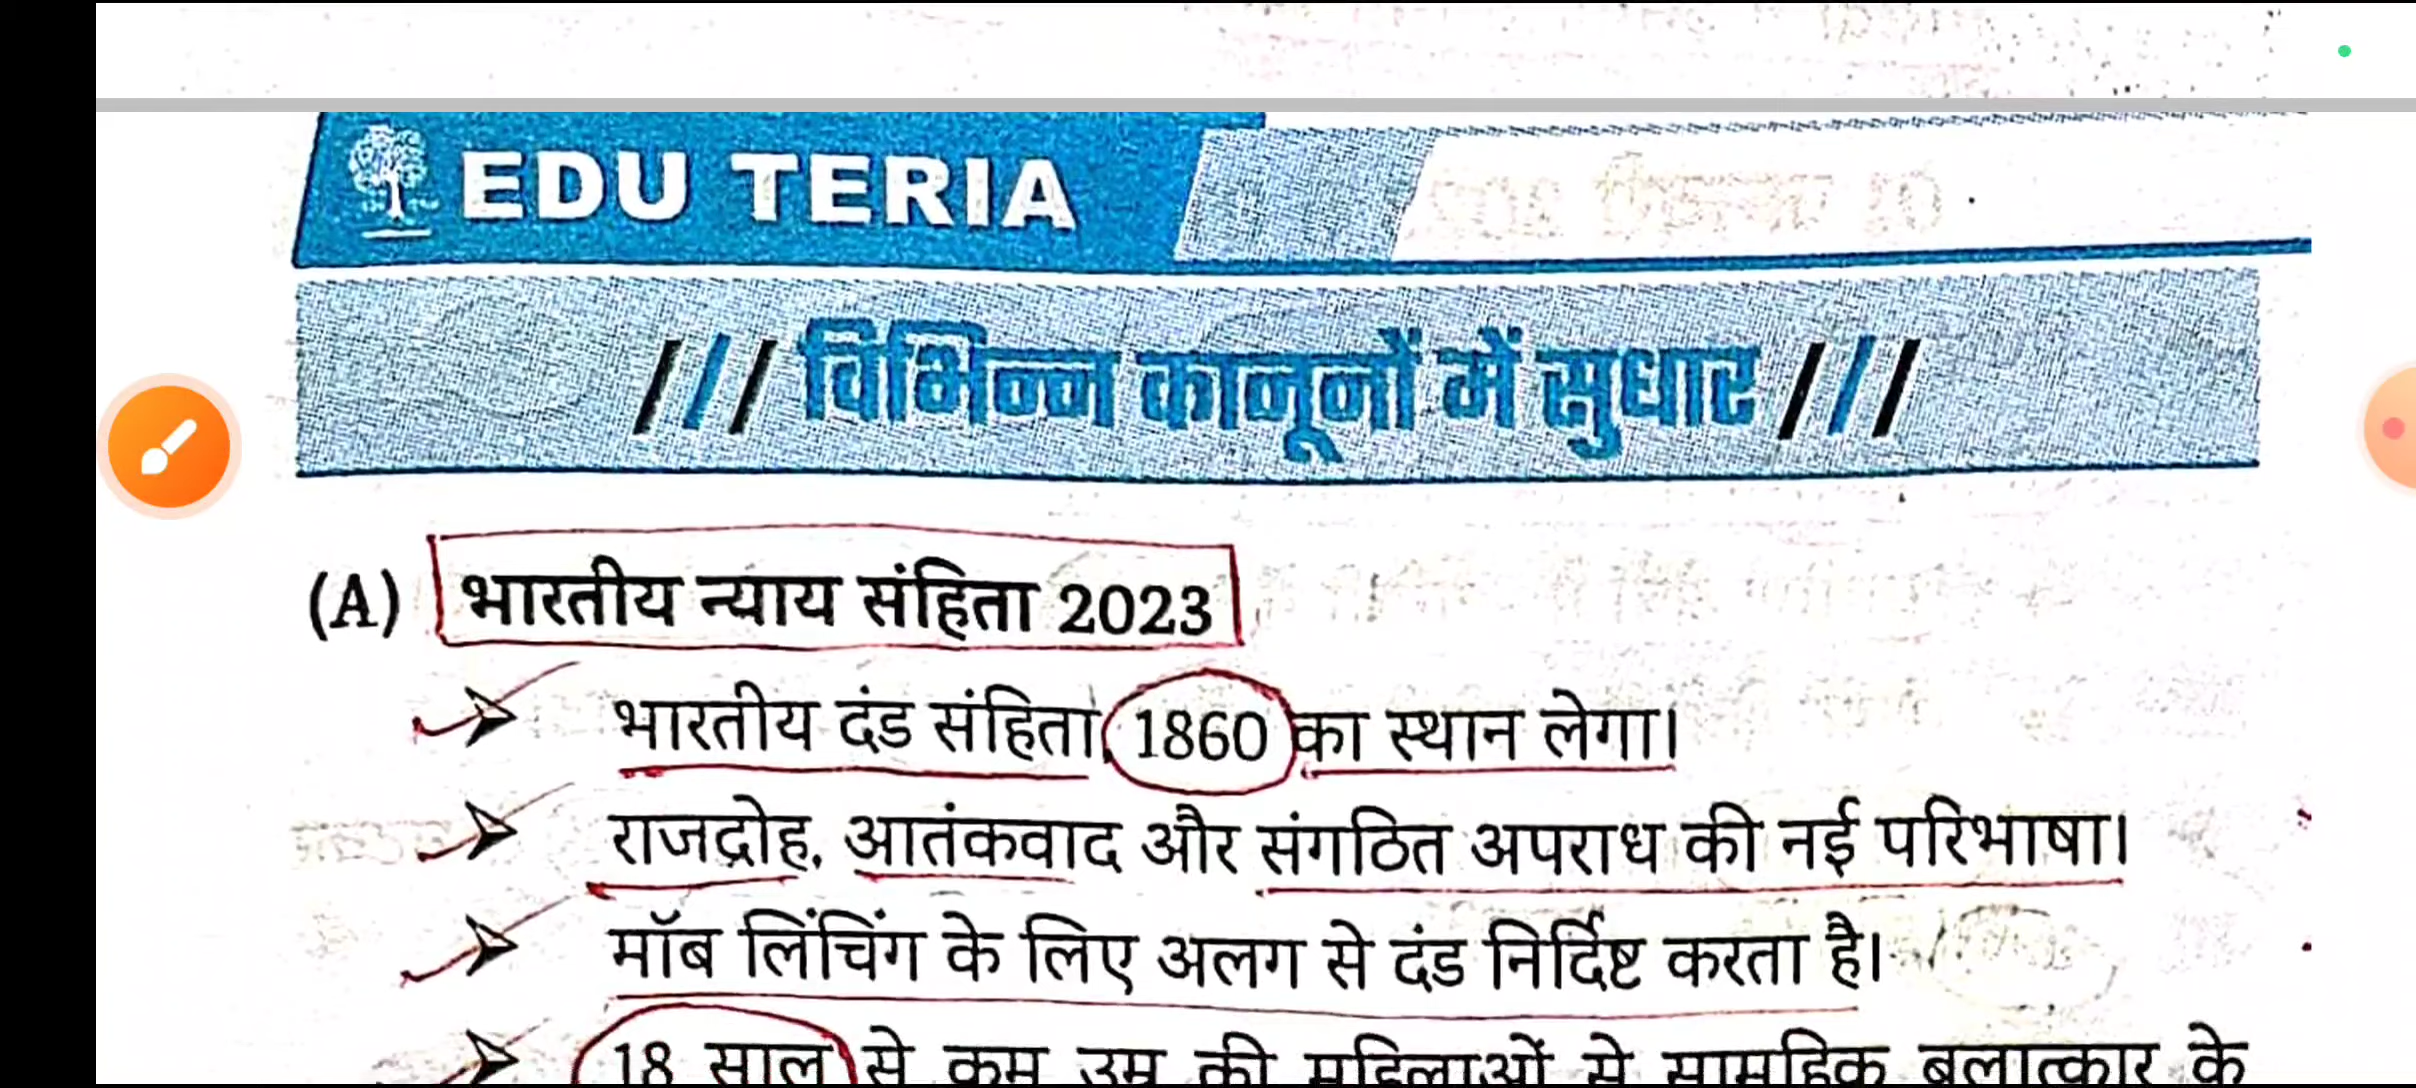 EDU TERIA
/// विभिन्न कानूनों में सुधार ///
(A) भारतीय न्याय संहिता 2023
➢ भारतीय दंड संहिता, 1860 का स्थान लेगा।
➢ राजद्रोह, आतंकवाद और संगठित अपराध की नई परिभाषा।
➢ मॉब लिंचिंग के लिए अलग से दंड निर्दिष्ट करता है।
➢ 18 साल से कम उम्र की महिलाओं से सामूहिक बलात्कार के